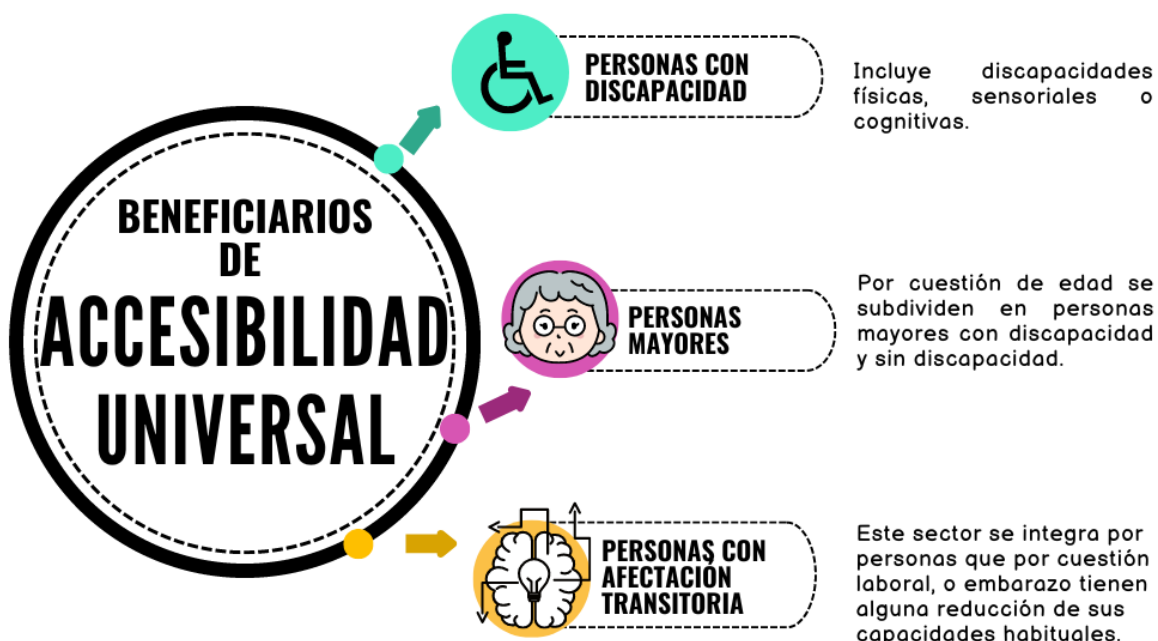 BENEFICIARIOS
DE
ACCESIBILIDAD
UNIVERSAL
PERSONAS CON
DISCAPACIDAD
Incluye discapacidades
físicas, sensoriales o
cognitivas.
PERSONAS
MAYORES
Por cuestión de edad se
subdividen en personas
mayores con discapacidad
y sin discapacidad.
PERSONAS CON
AFECTACIÓN
TRANSITORIA
Este sector se integra por
personas que por cuestión
laboral, o embarazo tienen
alguna reducción de sus
capacidades habituales.